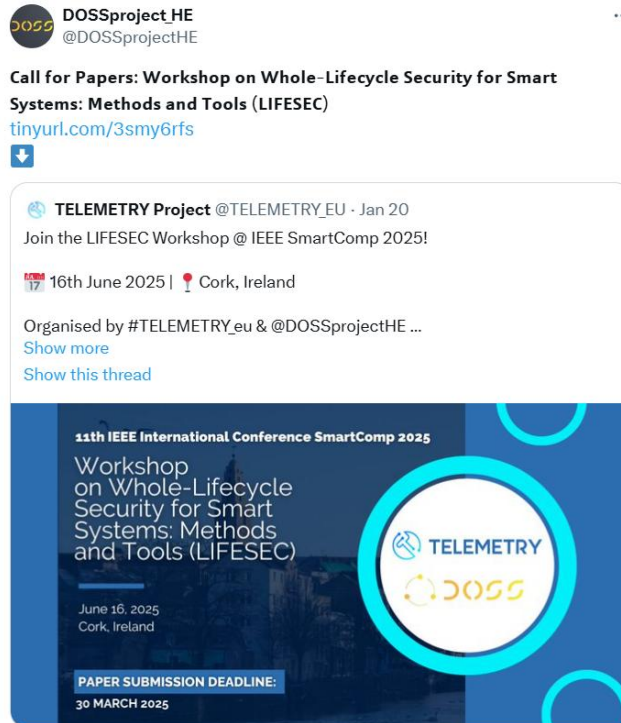 DOSSproject_HE
@DOSSprojectHE
Call for Papers: Workshop on Whole-Lifecycle Security for Smart
Systems: Methods and Tools (LIFESEC)
tinyurl.com/3smy6rfs
TELEMETRY Project @TELEMETRY_EU · Jan 20
Join the LIFESEC Workshop @ IEEE SmartComp 2025!
📅 16th June 2025 | 📍 Cork, Ireland
Organised by #TELEMETRY_eu & @DOSSprojectHE ...
Show more
Show this thread
11th IEEE International Conference SmartComp 2025
Workshop
on Whole-Lifecycle
Security for Smart
Systems: Methods
and Tools (LIFESEC)
June 16, 2025
Cork, Ireland
PAPER SUBMISSION DEADLINE:
30 MARCH 2025
TELEMETRY
DOSS